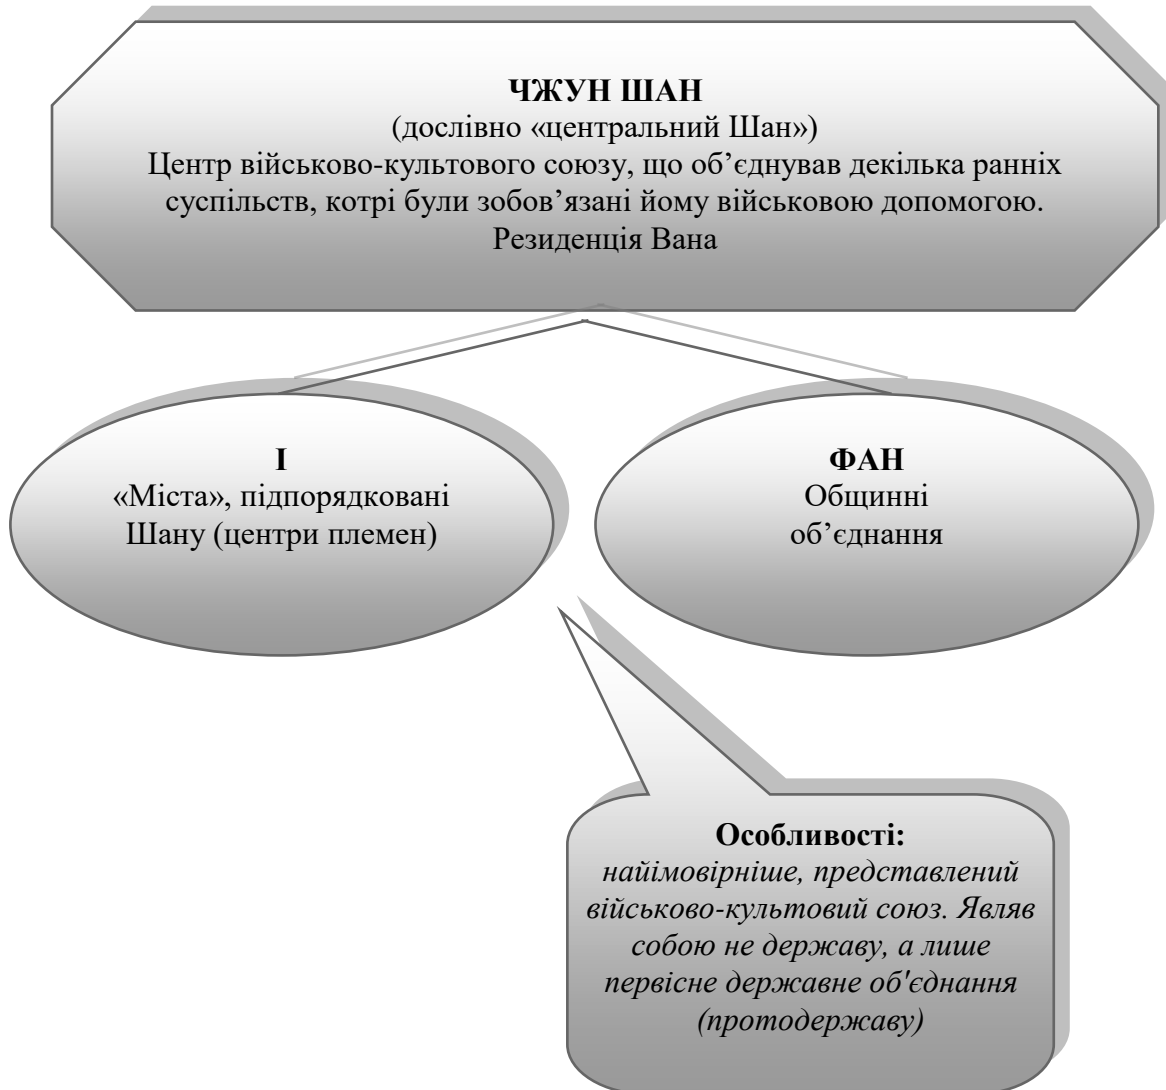 ЧЖУН ШАН
(дослівно «центральний Шан»)
Центр військово-культового союзу, що об’єднував декілька ранніх
суспільств, котрі були зобов’язані йому військовою допомогою.
Резиденція Вана
І
«Міста», підпорядковані
Шану (центри племен)
ФАН
Общинні
об’єднання
Особливості:
найімовірніше, представлений
військово-культовий союз. Являв
собою не державу, а лише
первісне державне об'єднання
(протодержаву)